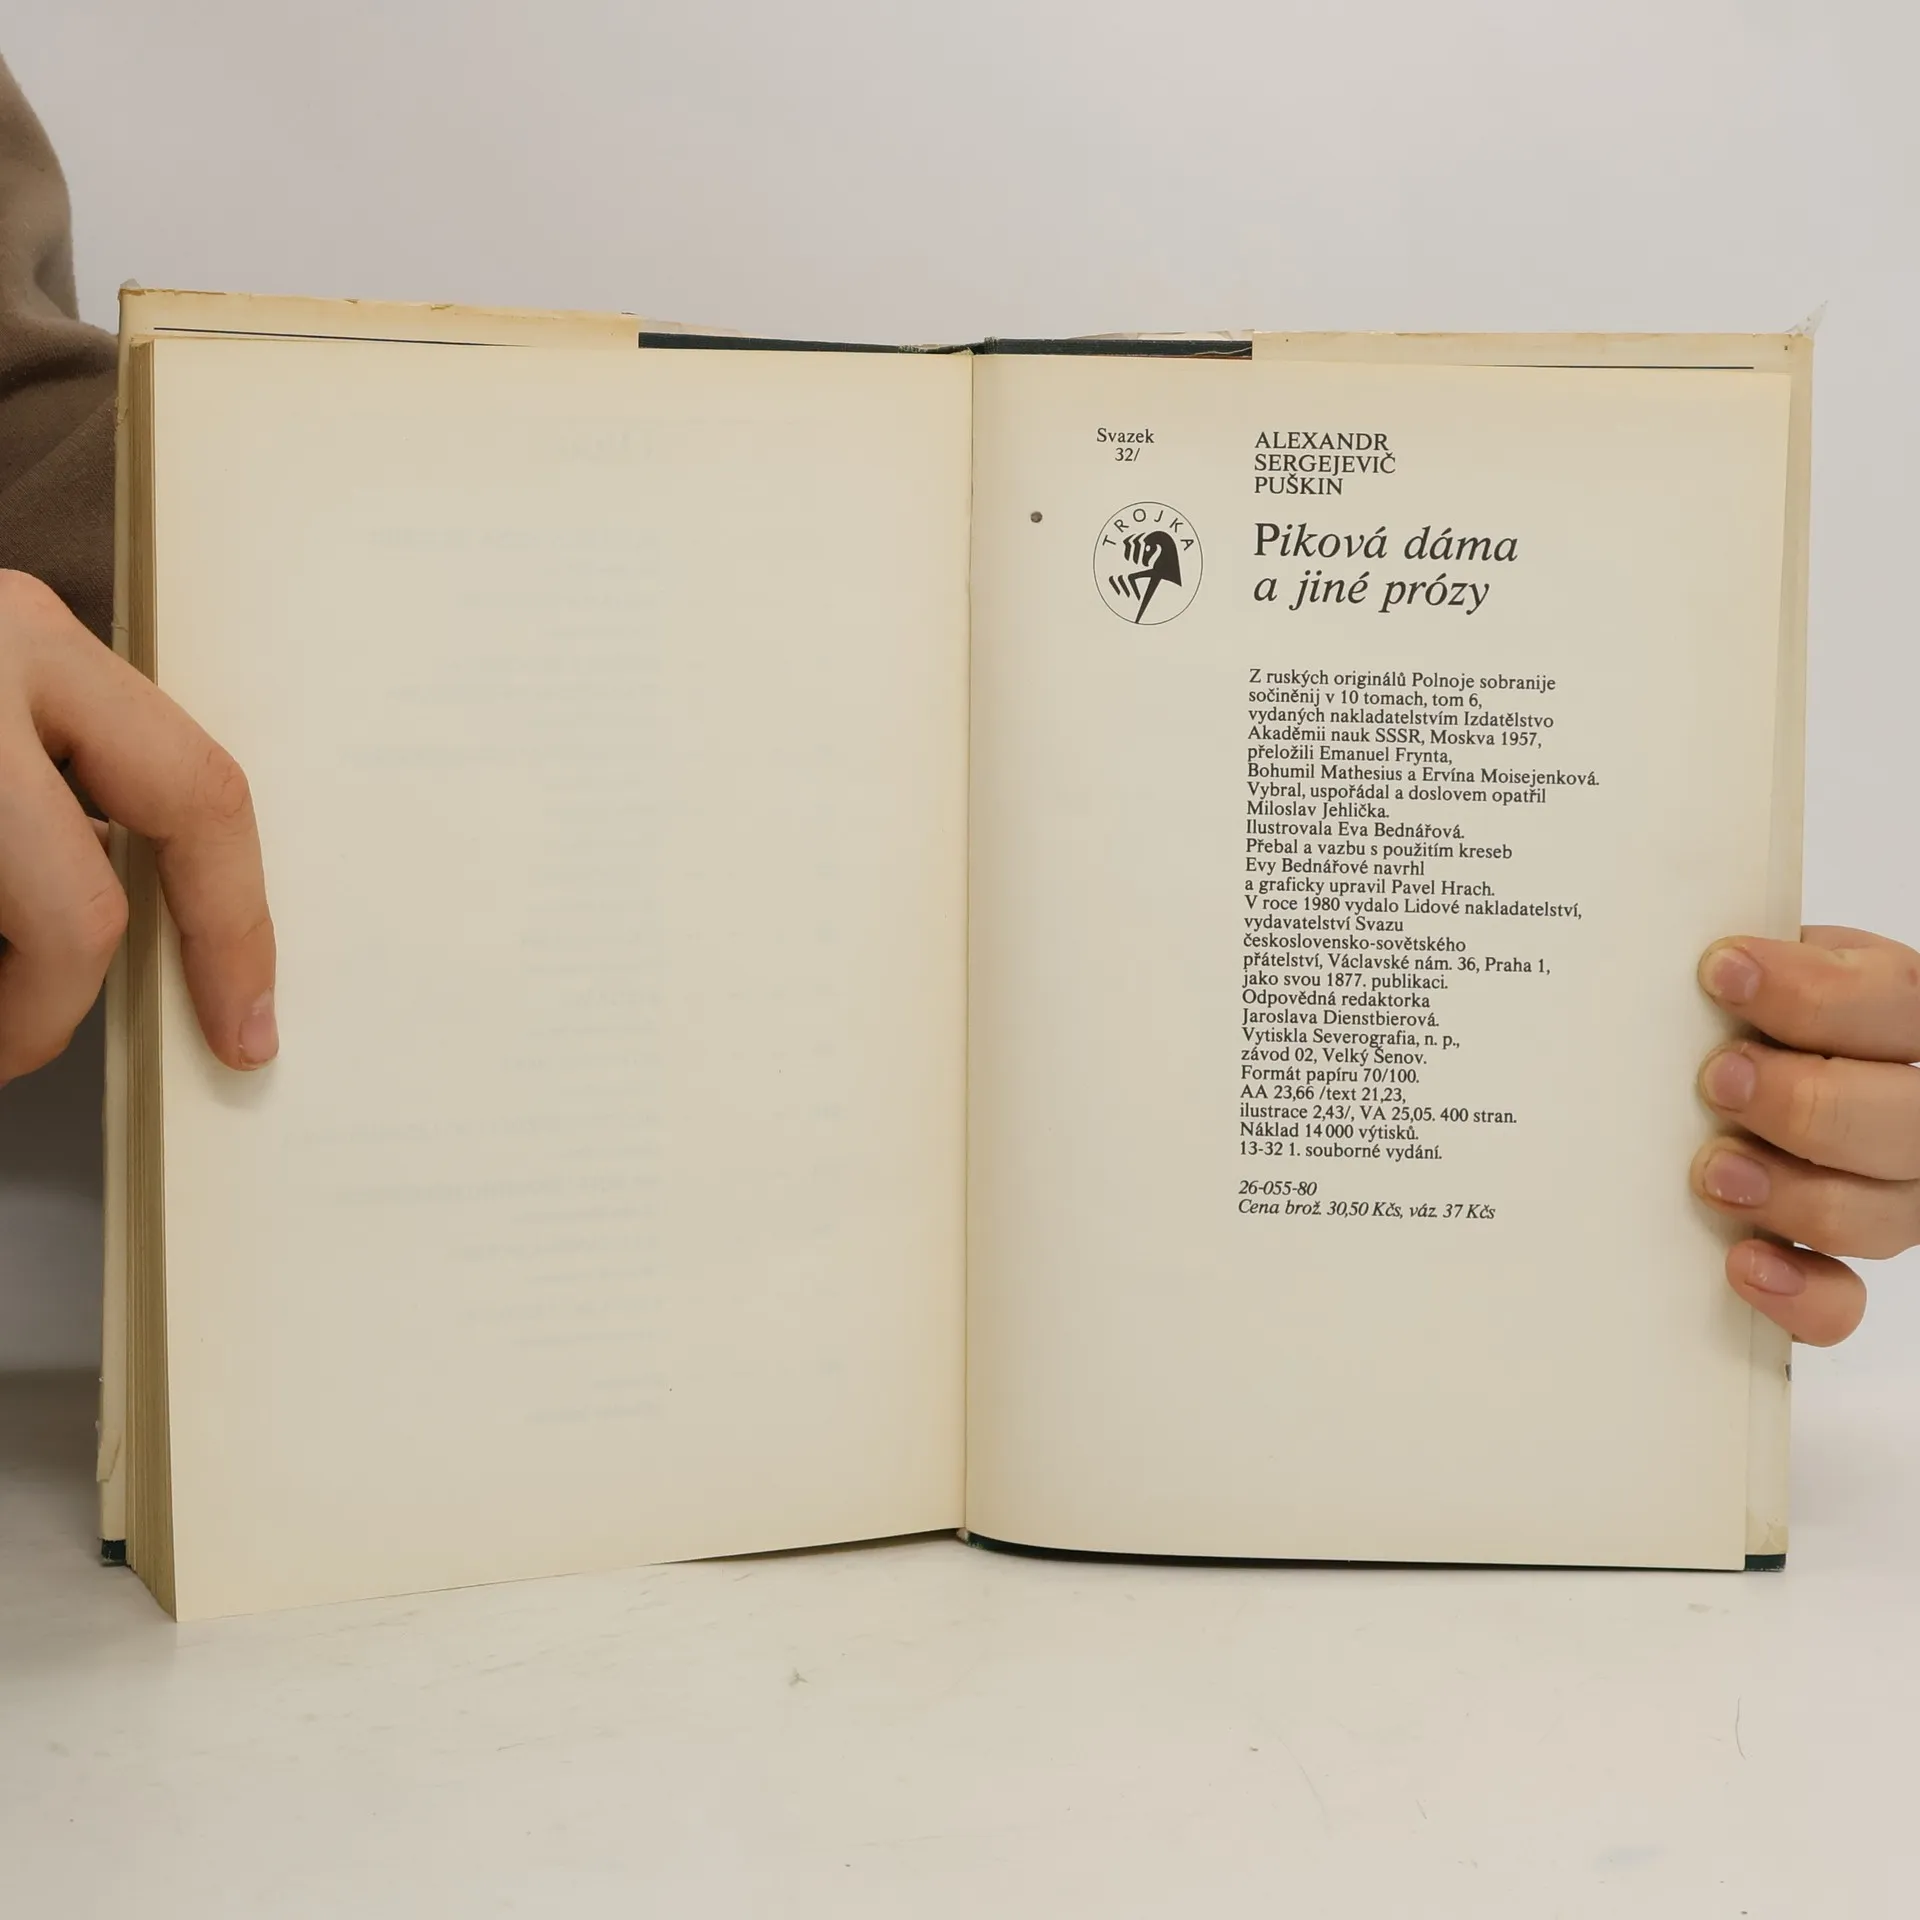 Svazek
32/
TROJKA
ALEXANDR
SERGEJEVIČ
PUŠKIN
Piková dáma
a jiné prózy
Z ruských originálů Polnoje sobranije
sočiněnij v 10 tomach, tom 6,
vydaných nakladatelstvím Izdatělstvo
Akaděmii nauk SSSR, Moskva 1957,
přeložili Emanuel Frynta,
Bohumil Mathesius a Ervína Moisejenková.
Vybral, uspořádal a doslovem opatřil
Miloslav Jehlička.
Ilustrovala Eva Bednářová.
Přebal a vazbu s použitím kreseb
Evy Bednářové navrhl
a graficky upravil Pavel Hrach.
V roce 1980 vydalo Lidové nakladatelství,
vydavatelství Svazu
československo-sovětského
přátelství, Václavské nám. 36, Praha 1,
jako svou 1877. publikaci.
Odpovědná redaktorka
Jaroslava Dienstbierová.
Vytiskla Severografia, n. p.,
závod 02, Velký Šenov.
Formát papíru 70/100.
AA 23,66 /text 21,23,
ilustrace 2,43/, VA 25,05. 400 stran.
Náklad 14 000 výtisků.
13-32 1. souborné vydání.
26-055-80
Cena brož. 30,50 Kčs, váz. 37 Kčs